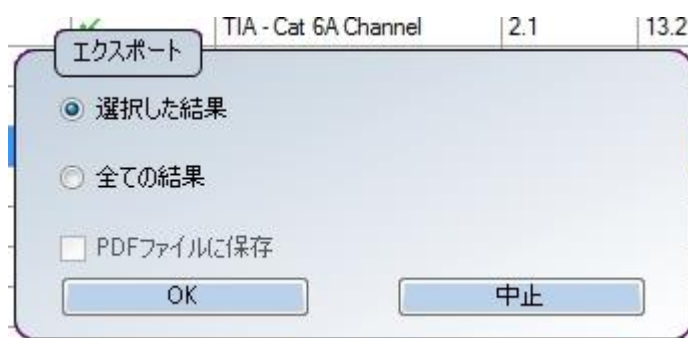 TIA - Cat 6A Channel 2.1 13.2
エクスポート
選択した結果
全ての結果
PDFファイルに保存
OK 中止